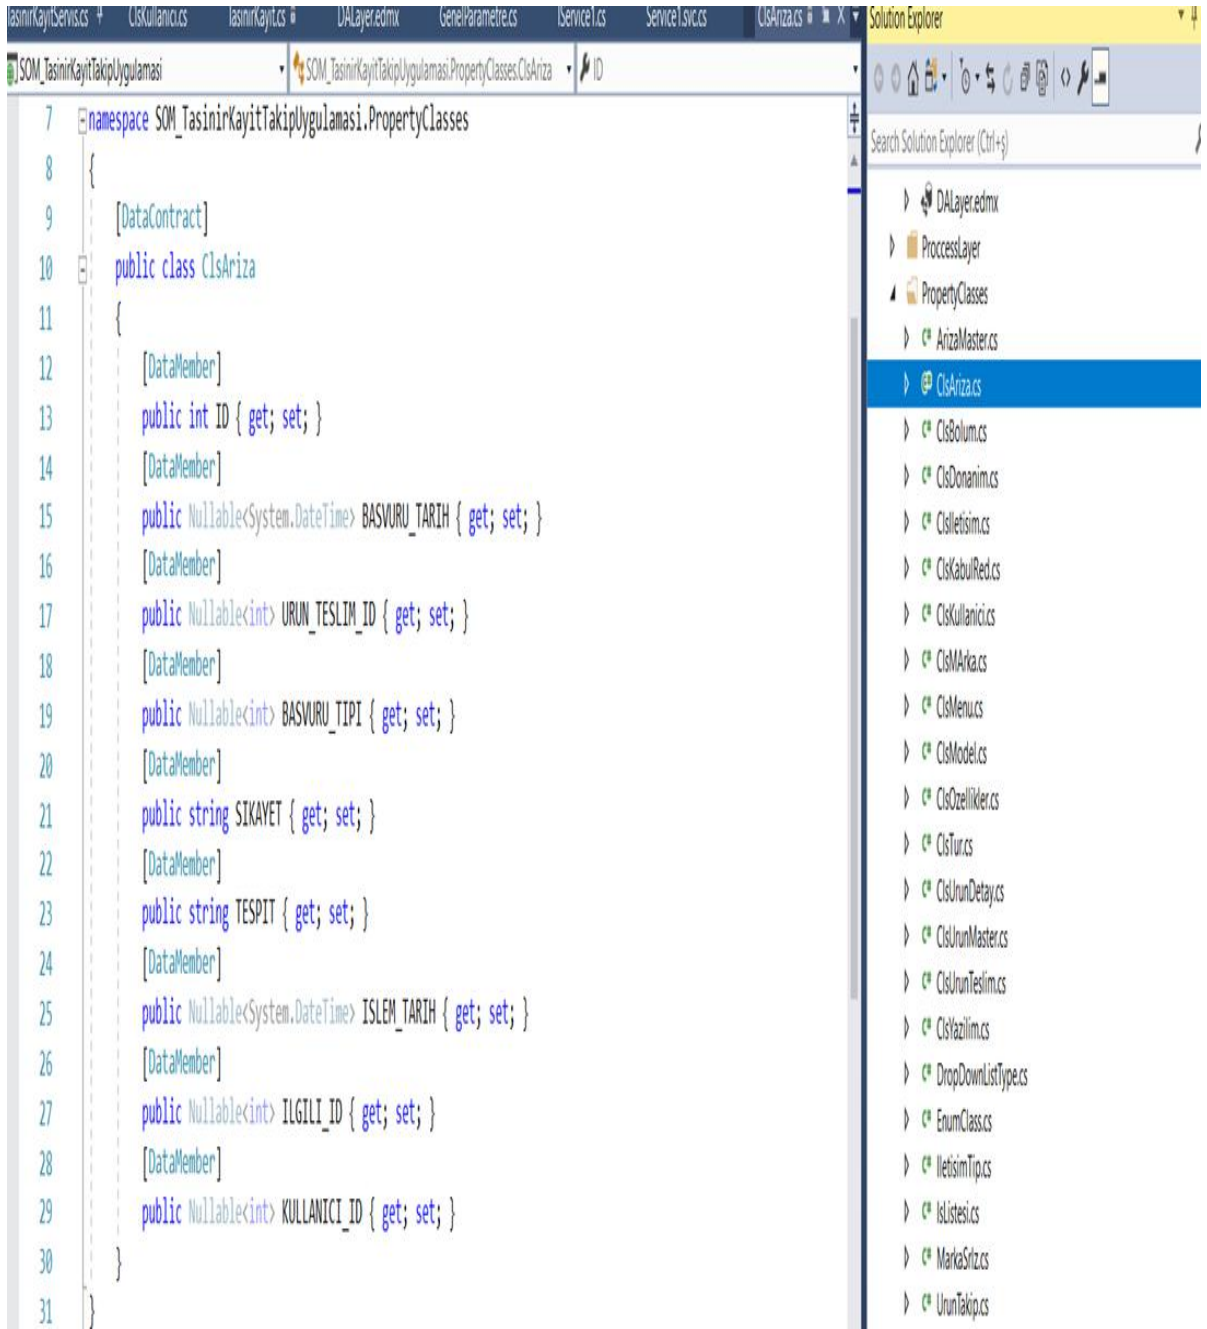 TasinirKayitServis.cs ClsKullanici.cs TasinirKayit.cs DALayer.edmx GenelParametre.cs IService1.cs Service1.svc.cs ClsAriza.cs
SOM_TasinirKayitTakipUygulamasi SOM_TasinirKayitTakipUygulamasi.PropertyClasses.ClsAriza ID
7 namespace SOM_TasinirKayitTakipUygulamasi.PropertyClasses
8 {
9 [DataContract]
10 public class ClsAriza
11 {
12 [DataMember]
13 public int ID { get; set; }
14 [DataMember]
15 public Nullable<System.DateTime> BASVURU_TARIH { get; set; }
16 [DataMember]
17 public Nullable<int> URUN_TESLIM_ID { get; set; }
18 [DataMember]
19 public Nullable<int> BASVURU_TIPI { get; set; }
20 [DataMember]
21 public string SIKAYET { get; set; }
22 [DataMember]
23 public string TESPIT { get; set; }
24 [DataMember]
25 public Nullable<System.DateTime> ISLEM_TARIH { get; set; }
26 [DataMember]
27 public Nullable<int> ILGILI_ID { get; set; }
28 [DataMember]
29 public Nullable<int> KULLANICI_ID { get; set; }
30 }
31 }
Solution Explorer
Search Solution Explorer (Ctrl+ş)
DALayer.edmx
ProccessLayer
PropertyClasses
C# ArizaMaster.cs
C# ClsAriza.cs
C# ClsBolum.cs
C# ClsDonanim.cs
C# ClsIletisim.cs
C# ClsKabulRed.cs
C# ClsKullanici.cs
C# ClsMArka.cs
C# ClsMenu.cs
C# ClsModel.cs
C# ClsOzellikler.cs
C# ClsTur.cs
C# ClsUrunDetay.cs
C# ClsUrunMaster.cs
C# ClsUrunTeslim.cs
C# ClsYazilim.cs
C# DropDownListType.cs
C# EnumClass.cs
C# IletisimTip.cs
C# IsListesi.cs
C# MarkaSrlz.cs
C# UrunTakip.cs